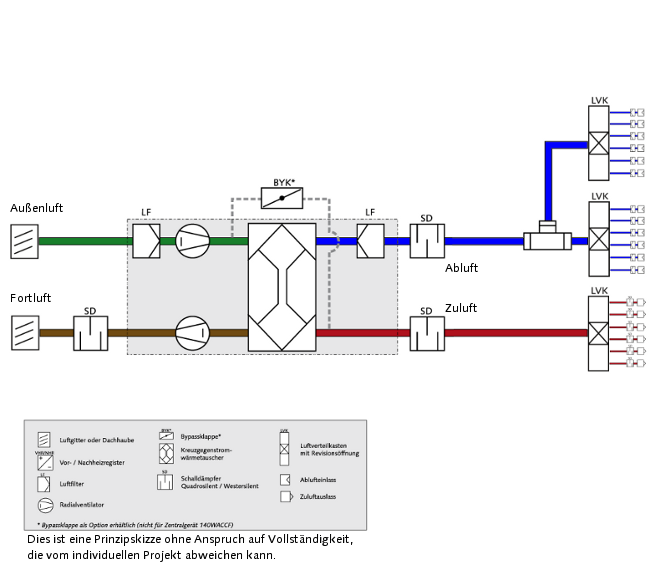 LVK
BYK*
LVK
Außenluft
LF
LF
SD
Abluft
LVK
Fortluft
SD
SD
Zuluft
Luftgitter oder Dachhaube
Vor- / Nachheizregister
LF
Luftfilter
Radialventilator
BYK*
Bypassklappe*
Kreuzgegenstrom-
wärmetauscher
SD
Schalldämpfer
Quadrosilent / Westersilent
LVK
Luftverteilkasten
mit Revisionsöffnung
Ablufteinlass
Zuluftauslass
* Bypassklappe als Option erhältlich (nicht für Zentralgerät 140WACCF)
Dies ist eine Prinzipskizze ohne Anspruch auf Vollständigkeit,
die vom individuellen Projekt abweichen kann.